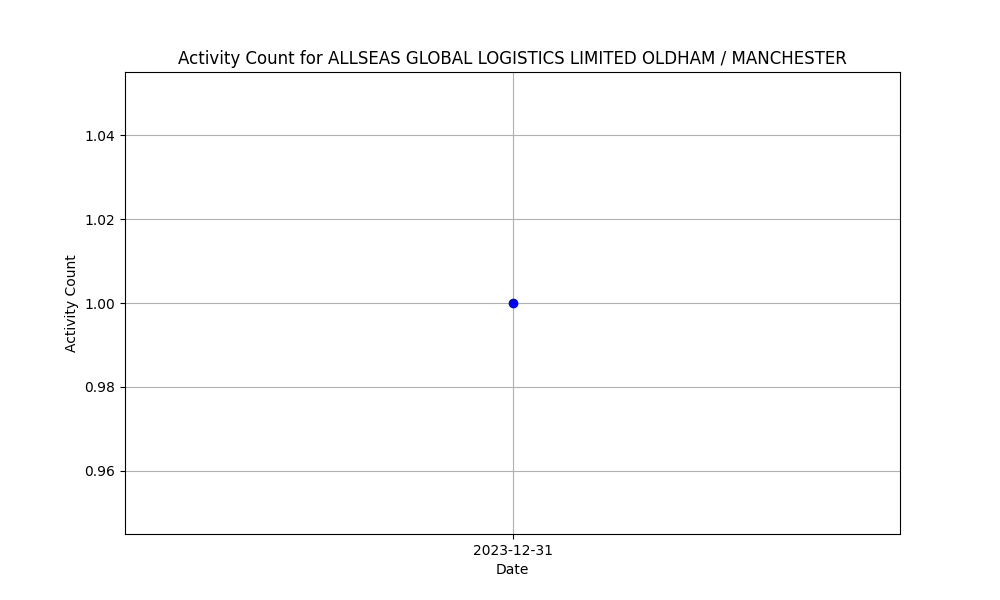 Activity Count for ALLSEAS GLOBAL LOGISTICS LIMITED OLDHAM / MANCHESTER
1.04
1.02
1.00
0.98
0.96
Activity Count
2023-12-31
Date